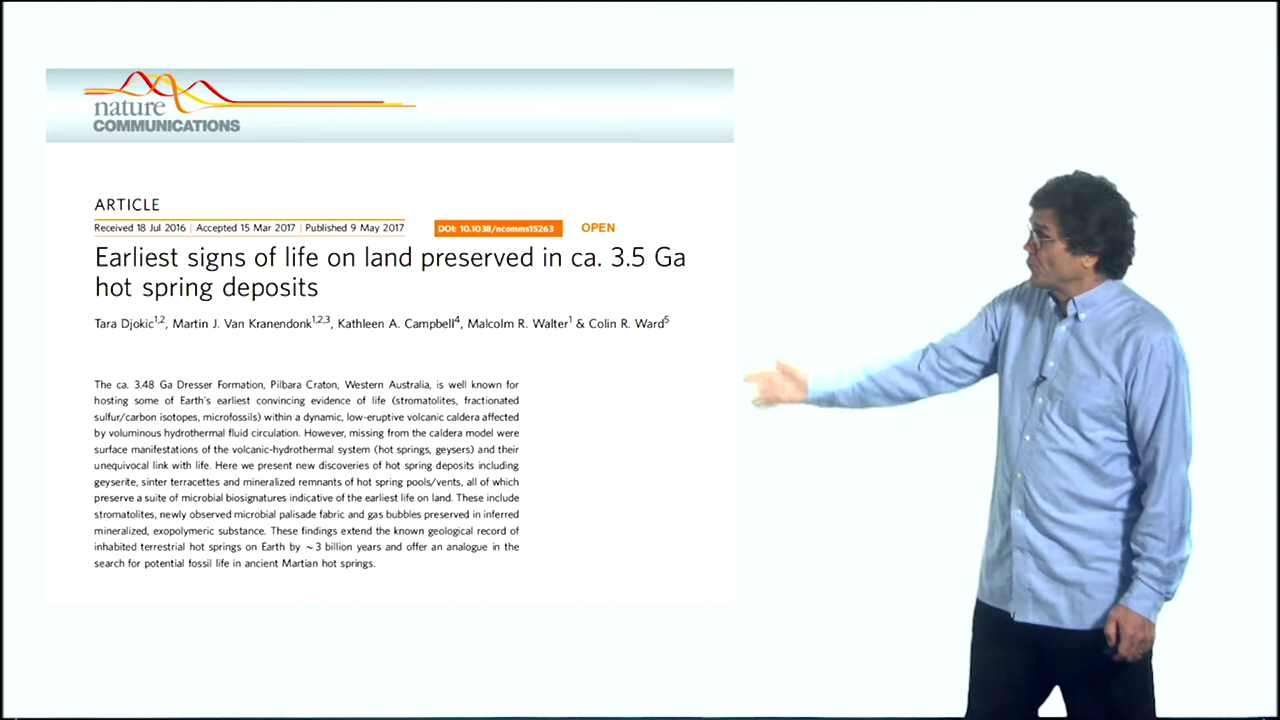 nature
COMMUNICATIONS
ARTICLE
Received 18 Jul 2016 | Accepted 15 Mar 2017 | Published 9 May 2017
DOI: 10.1038/ncomms15263
OPEN
Earliest signs of life on land preserved in ca. 3.5 Ga
hot spring deposits
Tara Djokic1,2, Martin J. Van Kranendonk1,2,3, Kathleen A. Campbell4, Malcolm R. Walter1 & Colin R. Ward5
The ca. 3.48 Ga Dresser Formation, Pilbara Craton, Western Australia, is well known for
hosting some of Earth's earliest convincing evidence of life (stromatolites, fractionated
sulfur/carbon isotopes, microfossils) within a dynamic, low-eruptive volcanic caldera affected
by voluminous hydrothermal fluid circulation. However, missing from the caldera model were
surface manifestations of the volcanic-hydrothermal system (hot springs, geysers) and their
unequivocal link with life. Here we present new discoveries of hot spring deposits including
geyserite, sinter terracettes and mineralized remnants of hot spring pools/vents, all of which
preserve a suite of microbial biosignatures indicative of the earliest life on land. These include
stromatolites, newly observed microbial palisade fabric and gas bubbles preserved in inferred
mineralized, exopolymeric substance. These findings extend the known geological record of
inhabited terrestrial hot springs on Earth by ~3 billion years and offer an analogue in the
search for potential fossil life in ancient Martian hot springs.